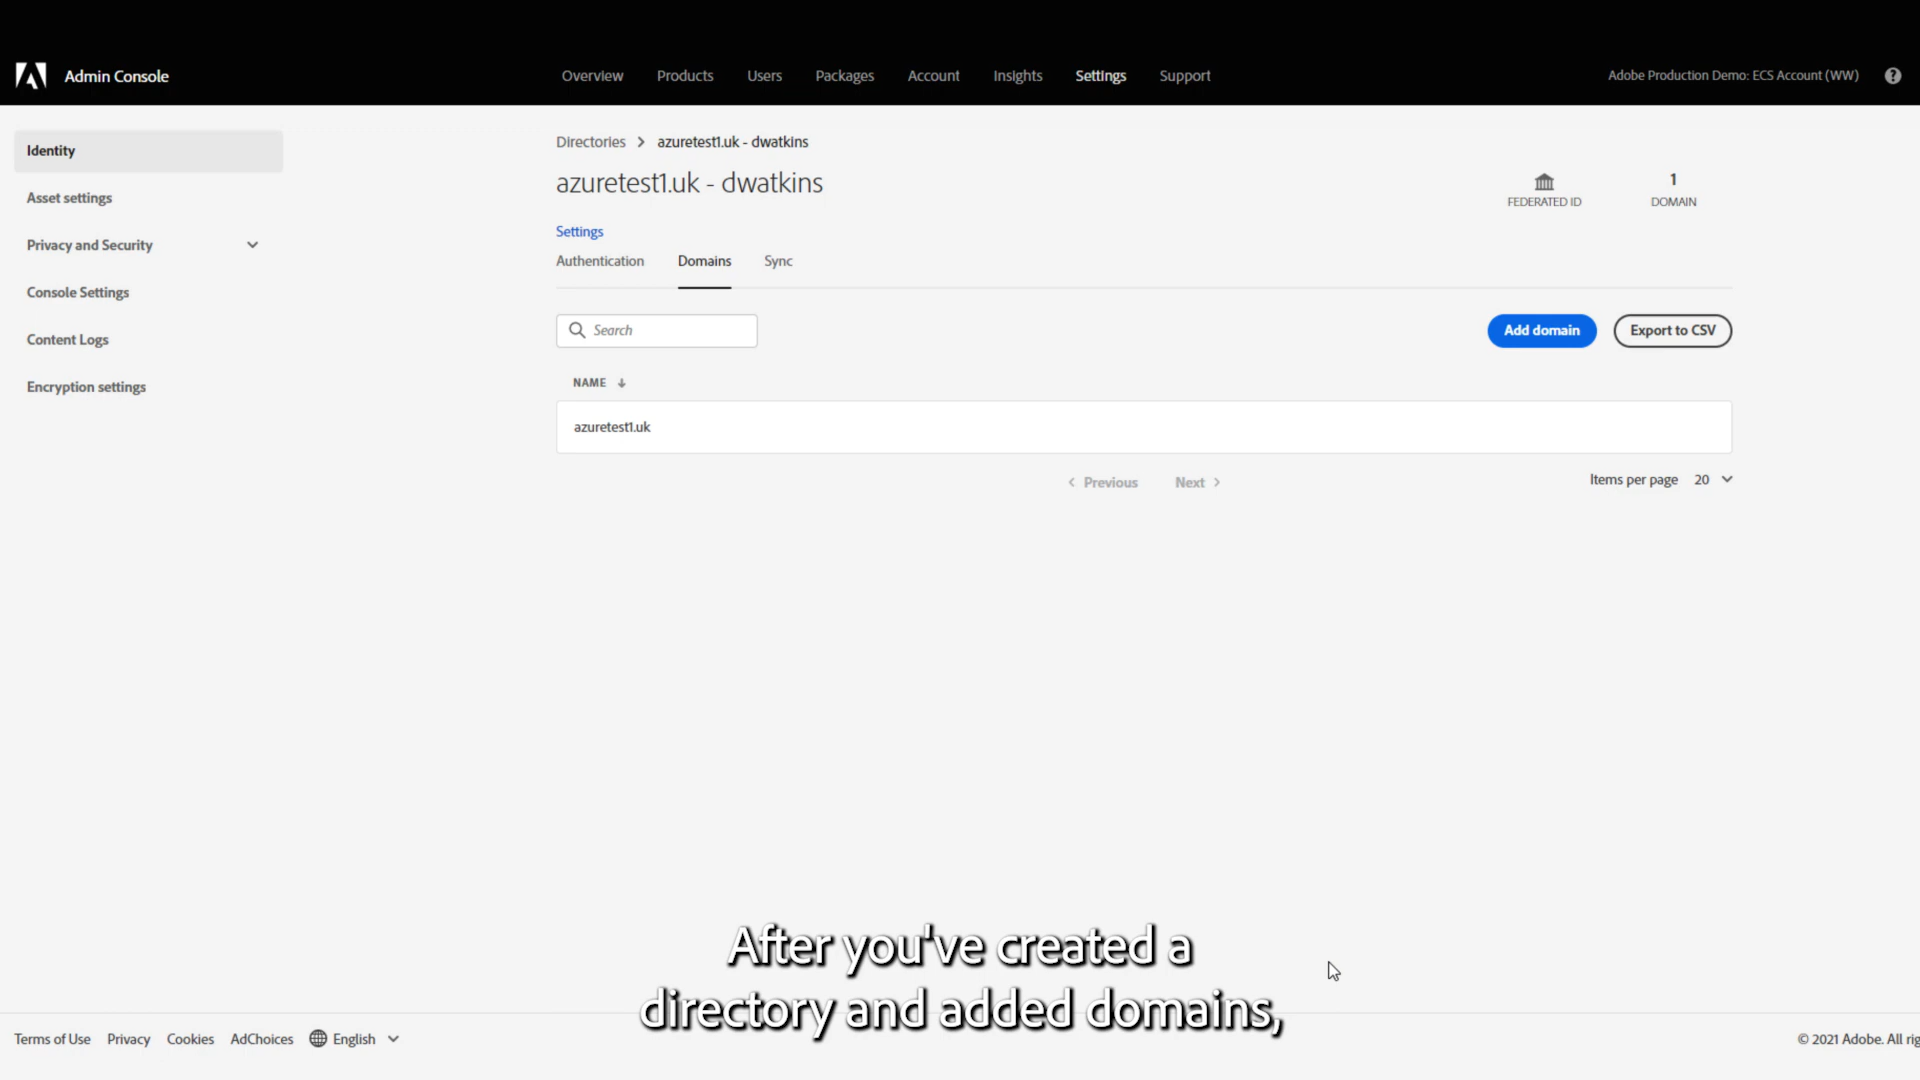 Admin Console
Overview Products Users Packages Account Insights Settings Support
Adobe Production Demo: ECS Account (WW) ?
Identity
Asset settings
Privacy and Security
Console Settings
Content Logs
Encryption settings
Directories > azuretest1.uk - dwatkins
azuretest1.uk - dwatkins
FEDERATED ID
1
DOMAIN
Settings
Authentication Domains Sync
Search
Add domain Export to CSV
NAME ↓
azuretest1.uk
< Previous Next >
Items per page 20
After you've created a
directory and added domains,
Terms of Use Privacy Cookies AdChoices English
© 2021 Adobe. All rig